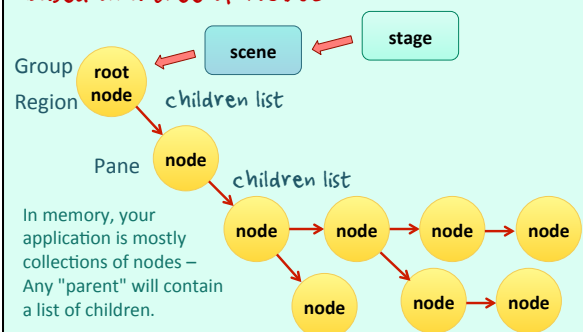 stage
scene
Group
root
node
Region
children list
Pane
node
children list
In memory, your
application is mostly
collections of nodes –
Any "parent" will contain
a list of children.
node
node
node
node
node
node
node